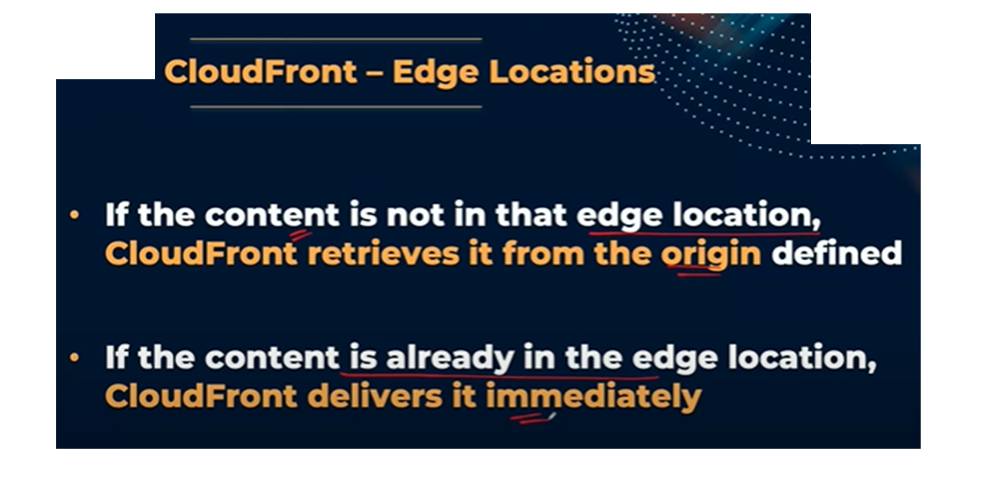 CloudFront – Edge Locations
• If the content is not in that edge location,
CloudFront retrieves it from the origin defined
• If the content is already in the edge location,
CloudFront delivers it immediately